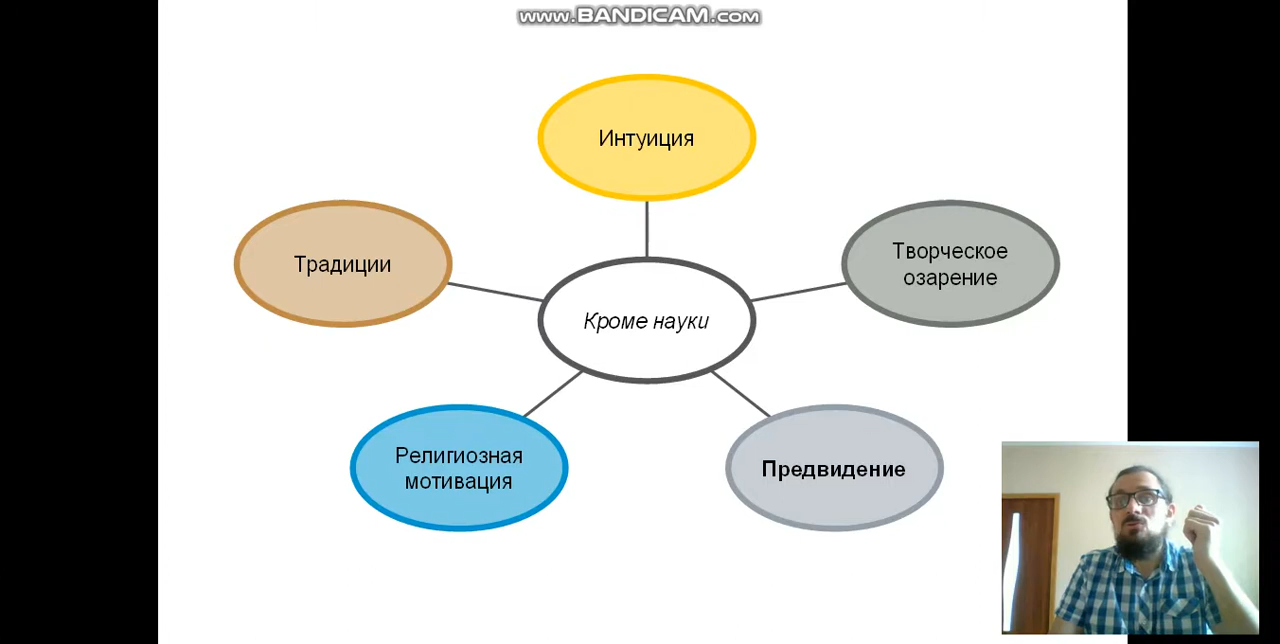 www.BANDICAM.com
Интуиция
Традиции
Творческое
озарение
Кроме науки
Религиозная
мотивация
Предвидение